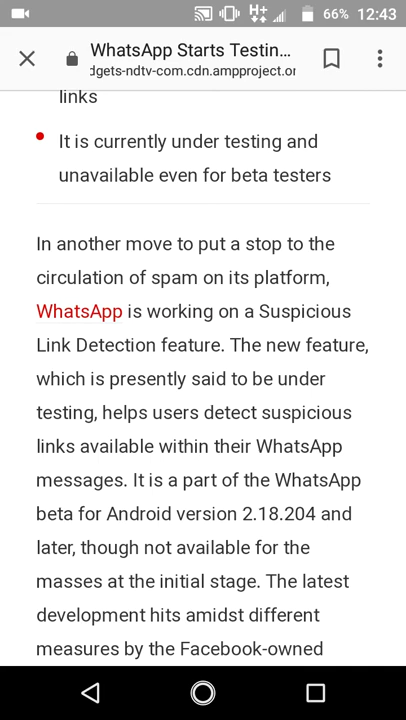 H+
66% 12:43
WhatsApp Starts Testin...
dgets-ndtv-com.cdn.ampproject.or
links
It is currently under testing and
unavailable even for beta testers
In another move to put a stop to the
circulation of spam on its platform,
WhatsApp is working on a Suspicious
Link Detection feature. The new feature,
which is presently said to be under
testing, helps users detect suspicious
links available within their WhatsApp
messages. It is a part of the WhatsApp
beta for Android version 2.18.204 and
later, though not available for the
masses at the initial stage. The latest
development hits amidst different
measures by the Facebook-owned